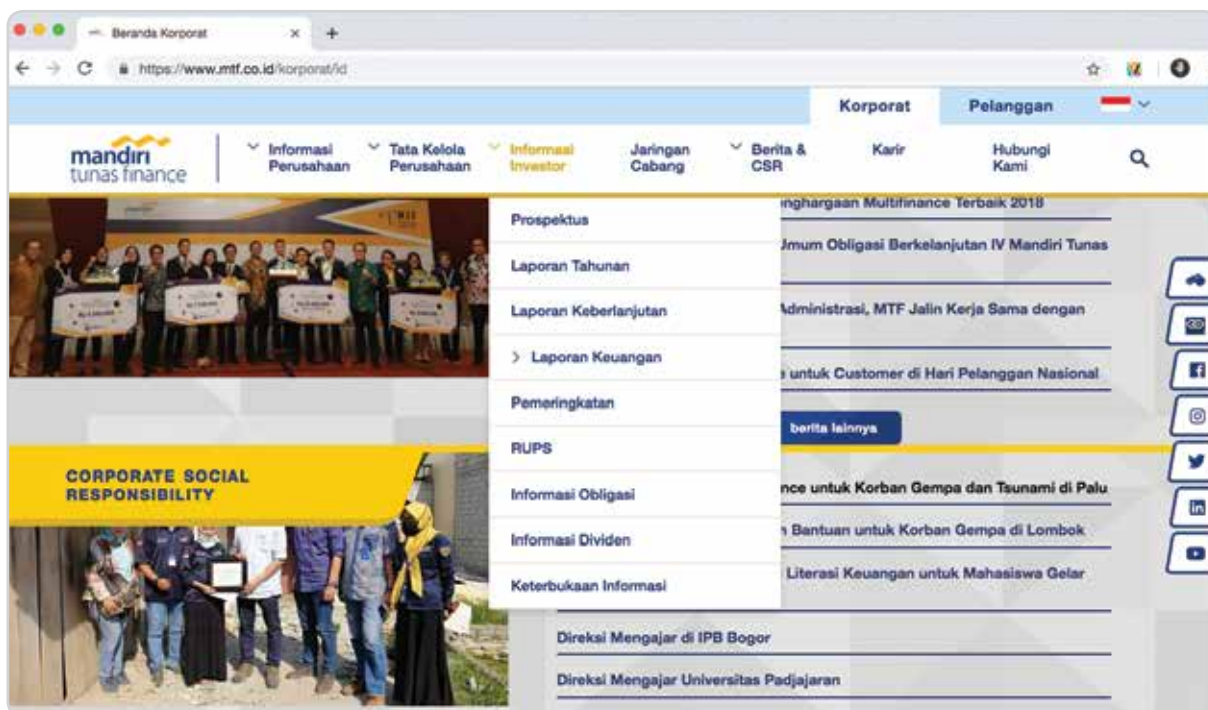 Beranda Korporat
https://www.mtf.co.id/korporat/id
Korporat
Pelanggan
mandiri
tunas finance
Informasi
Perusahaan
Tata Kelola
Perusahaan
Informasi
Investor
Jaringan
Cabang
Berita &
CSR
Karir
Hubungi
Kami
Prospektus
Laporan Tahunan
Laporan Keberlanjutan
Laporan Keuangan
Pemeringkatan
RUPS
Informasi Obligasi
Informasi Dividen
Keterbukaan Informasi
nghargaan Multifinance Terbaik 2018
Umum Obligasi Berkelanjutan IV Mandiri Tunas
Administrasi, MTF Jalin Kerja Sama dengan
untuk Customer di Hari Pelanggan Nasional
berita lainnya
CORPORATE SOCIAL
RESPONSIBILITY
nce untuk Korban Gempa dan Tsunami di Palu
n Bantuan untuk Korban Gempa di Lombok
Literasi Keuangan untuk Mahasiswa Gelar
Direksi Mengajar di IPB Bogor
Direksi Mengajar Universitas Padjajaran